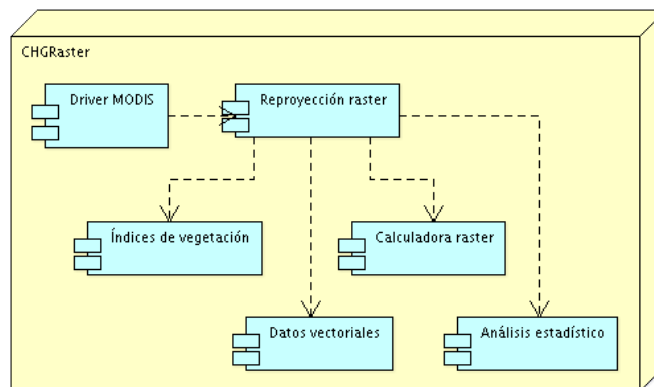 CHGRaster
Driver MODIS
Reproyección raster
Índices de vegetación
Calculadora raster
Datos vectoriales
Análisis estadístico